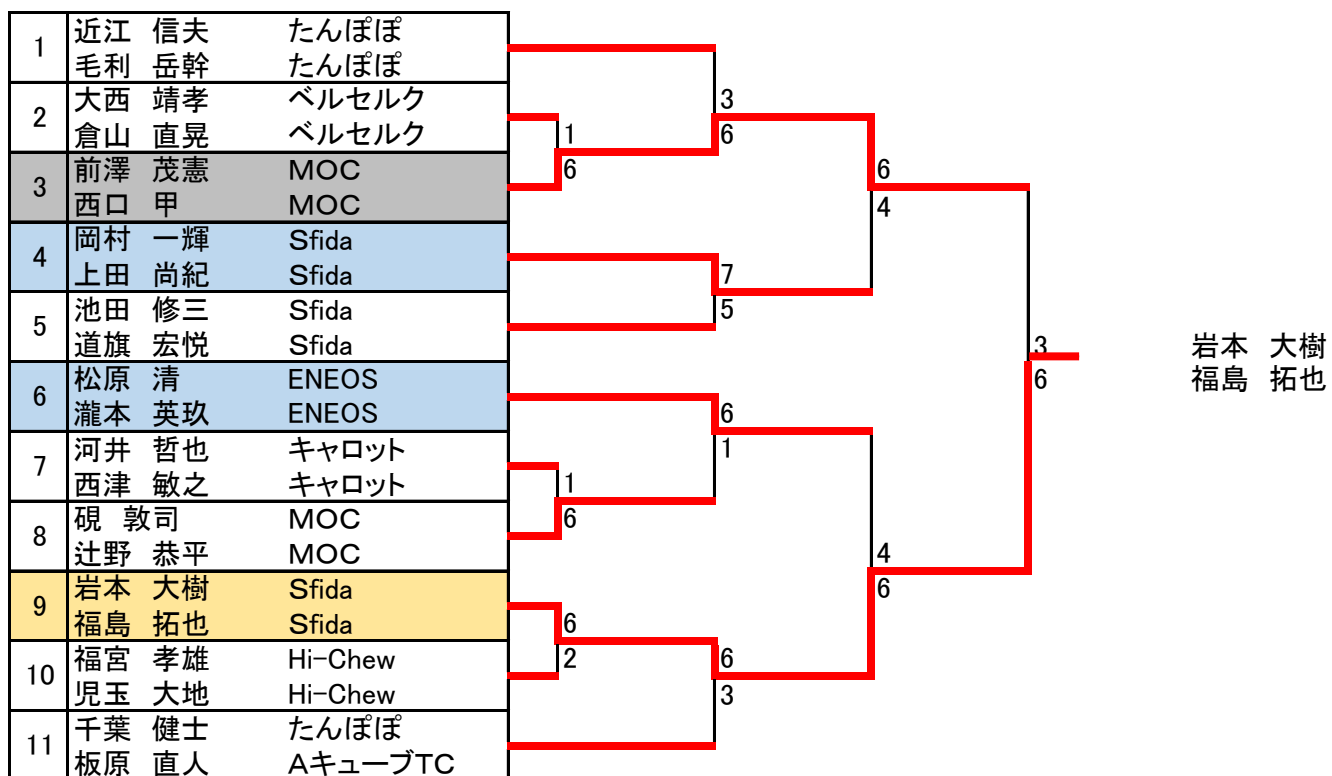 1 近江 信夫 たんぽぽ
毛利 岳幹 たんぽぽ
2 大西 靖孝 ベルセルク
倉山 直晃 ベルセルク
3 前澤 茂憲 MOC
西口 甲 MOC
4 岡村 一輝 Sfida
上田 尚紀 Sfida
5 池田 修三 Sfida
道旗 宏悦 Sfida
6 松原 清 ENEOS
瀧本 英玖 ENEOS
7 河井 哲也 キャロット
西津 敏之 キャロット
8 硯 敦司 MOC
辻野 恭平 MOC
9 岩本 大樹 Sfida
福島 拓也 Sfida
10 福宮 孝雄 Hi-Chew
児玉 大地 Hi-Chew
11 千葉 健士 たんぽぽ
板原 直人 AキューブTC
1
6
1
6
6
2
3
6
7
5
6
1
6
3
6
4
4
6
3
6
岩本 大樹
福島 拓也